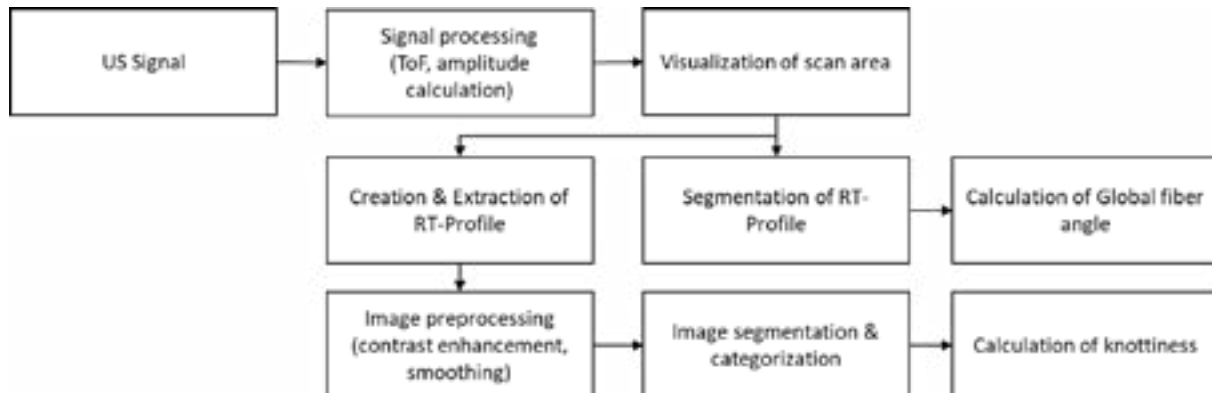 US Signal
Signal processing
(ToF, amplitude
calculation)
Visualization of scan area
Creation & Extraction of
RT-Profile
Segmentation of RT-
Profile
Calculation of Global fiber
angle
Image preprocessing
(contrast enhancement,
smoothing)
Image segmentation &
categorization
Calculation of knottiness